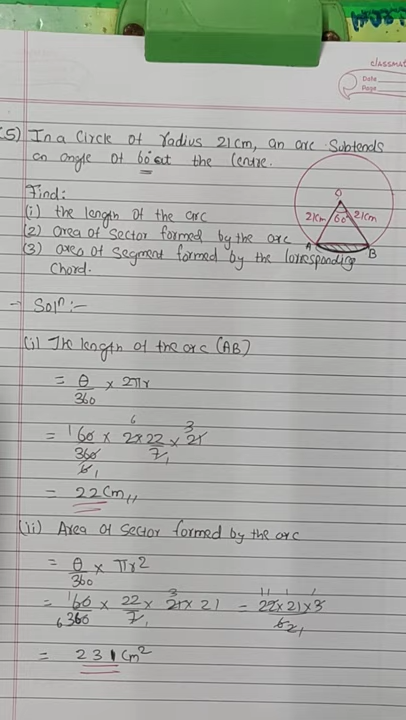 classmate
Date
Page
(5) In a Circle of radius 21cm, an arc Subtends
an angle of 60° at the Centre.
Find:
(i) the length of the arc
(2) area of Sector formed by the arc
(3) area of Segment formed by the Corresponding
Chord.
O
21cm 60° 21cm
A B
→ Solⁿ:-
(i) The length of the arc (AB)
= θ/360 × 2πr
= 60/360 × 2×22/7 × 21
= 22cm,,
(ii) Area of Sector formed by the arc
= θ/360 × πr2
= 60/360 × 22/7 × 21 × 21 = 22×21×3/6
= 231cm²